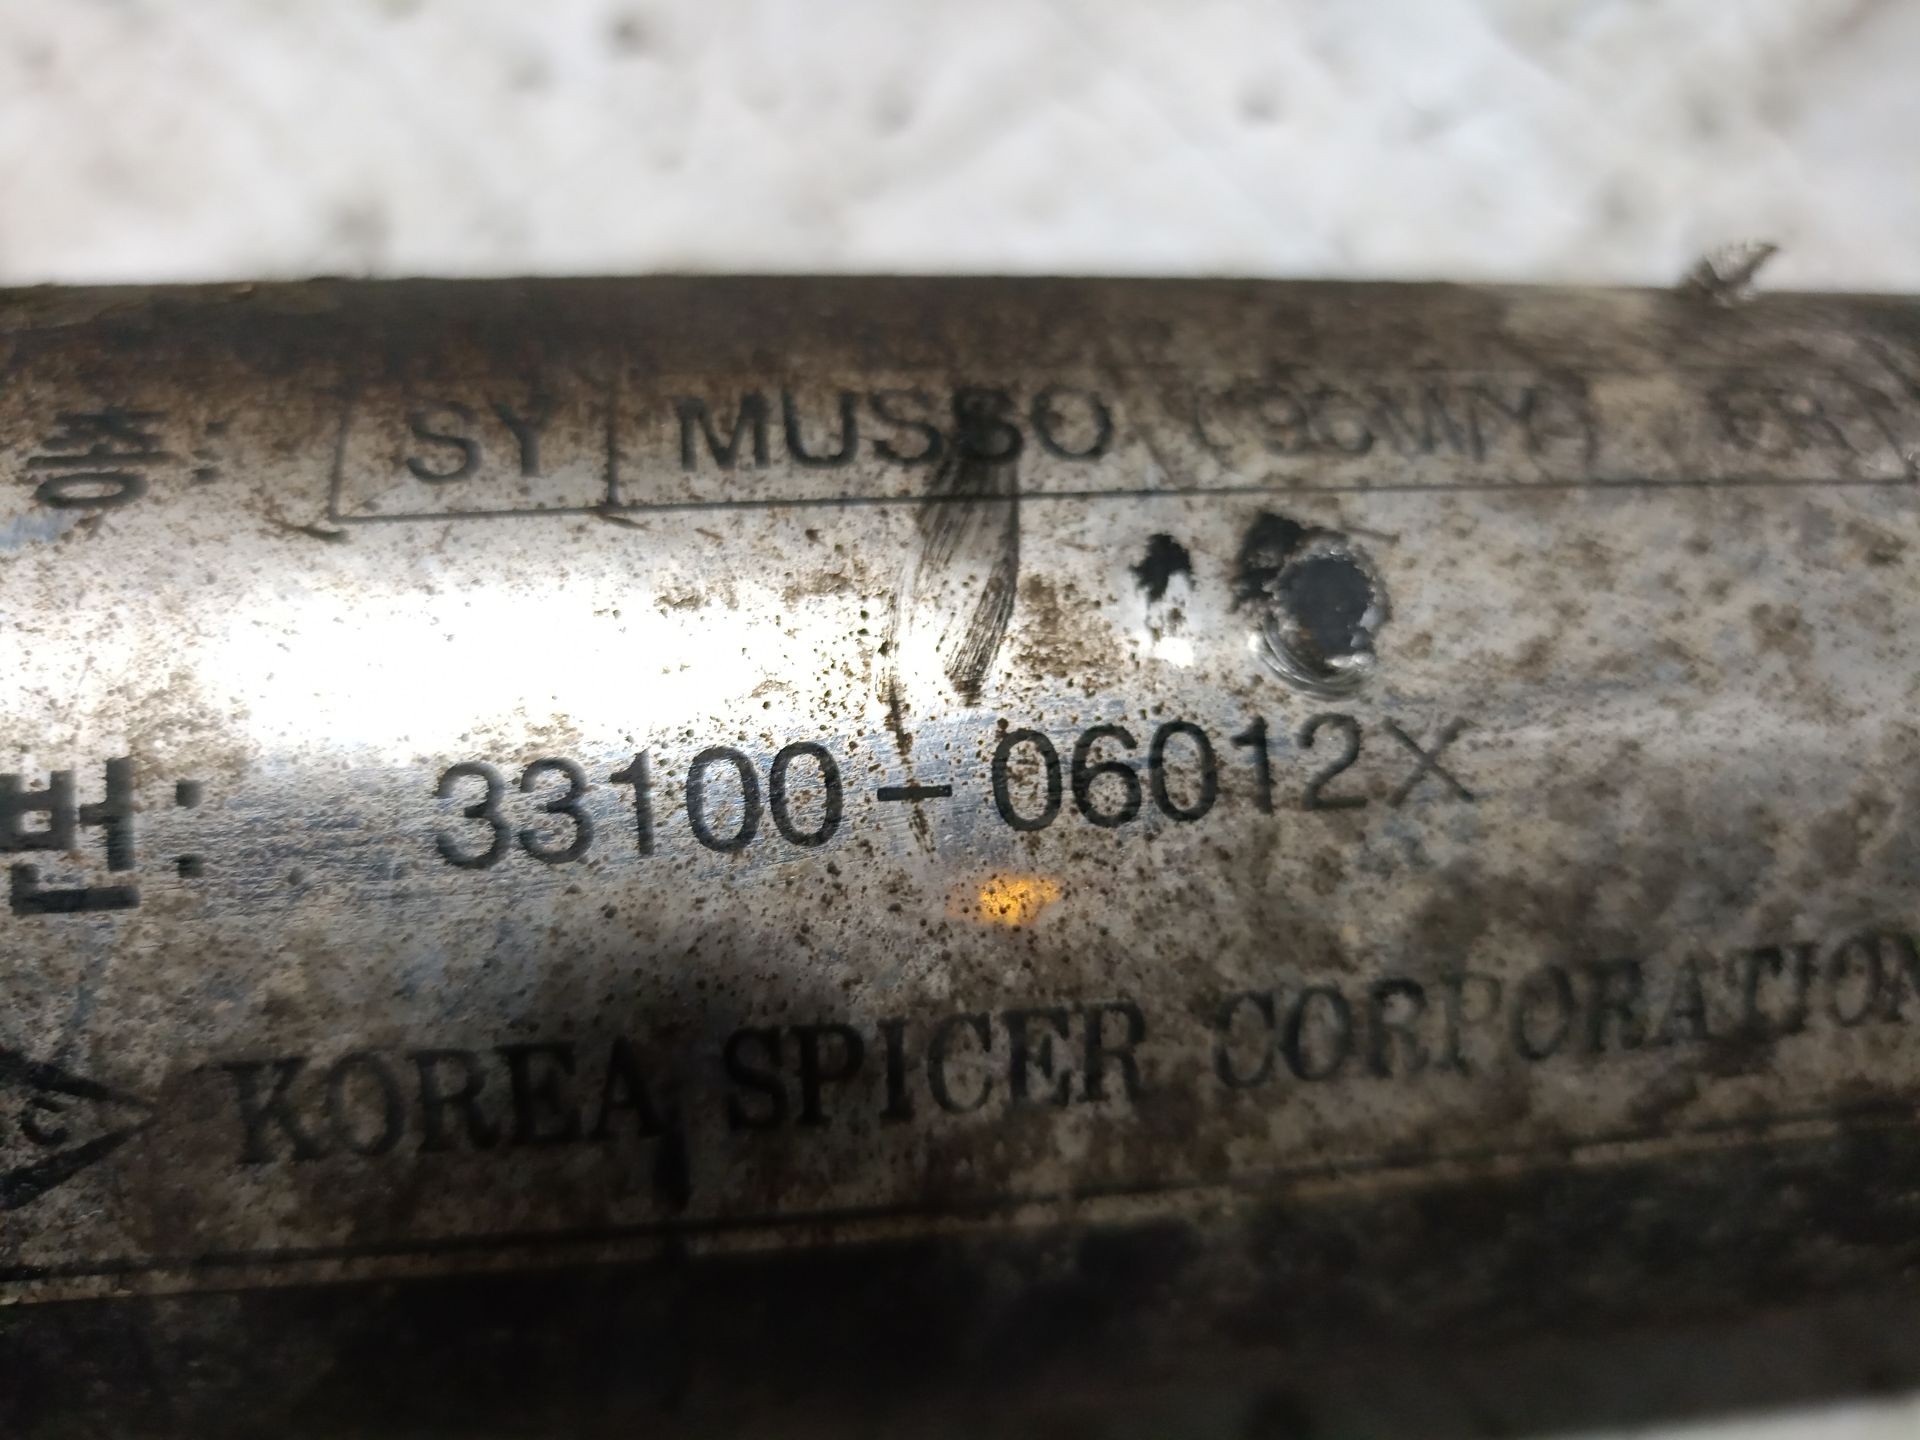 종: SY MUSSO
번: 33100-06012X
KOREA SPICER CORPORATION